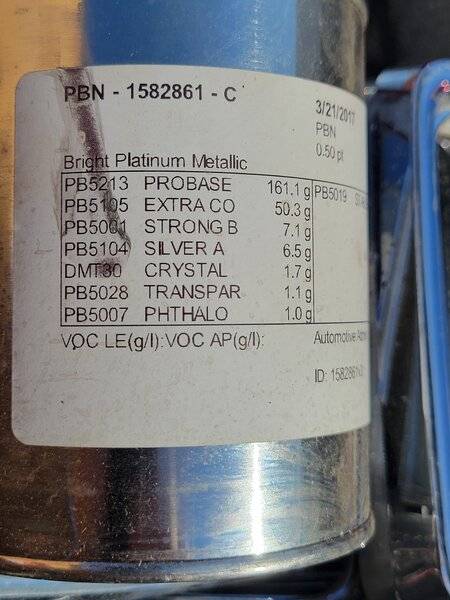 PBN - 1582861 - C
3/21/2017
PBN
0.50 pt
Bright Platinum Metallic
PB5213 PROBASE 161.1 g PB5019
PB5105 EXTRA CO 50.3 g
PB5001 STRONG B 7.1 g
PB5104 SILVER A 6.5 g
DMT30 CRYSTAL 1.7 g
PB5028 TRANSPAR 1.1 g
PB5007 PHTHALO 1.0 g
VOC LE(g/l): VOC AP(g/l): Automotive
ID: 1582861